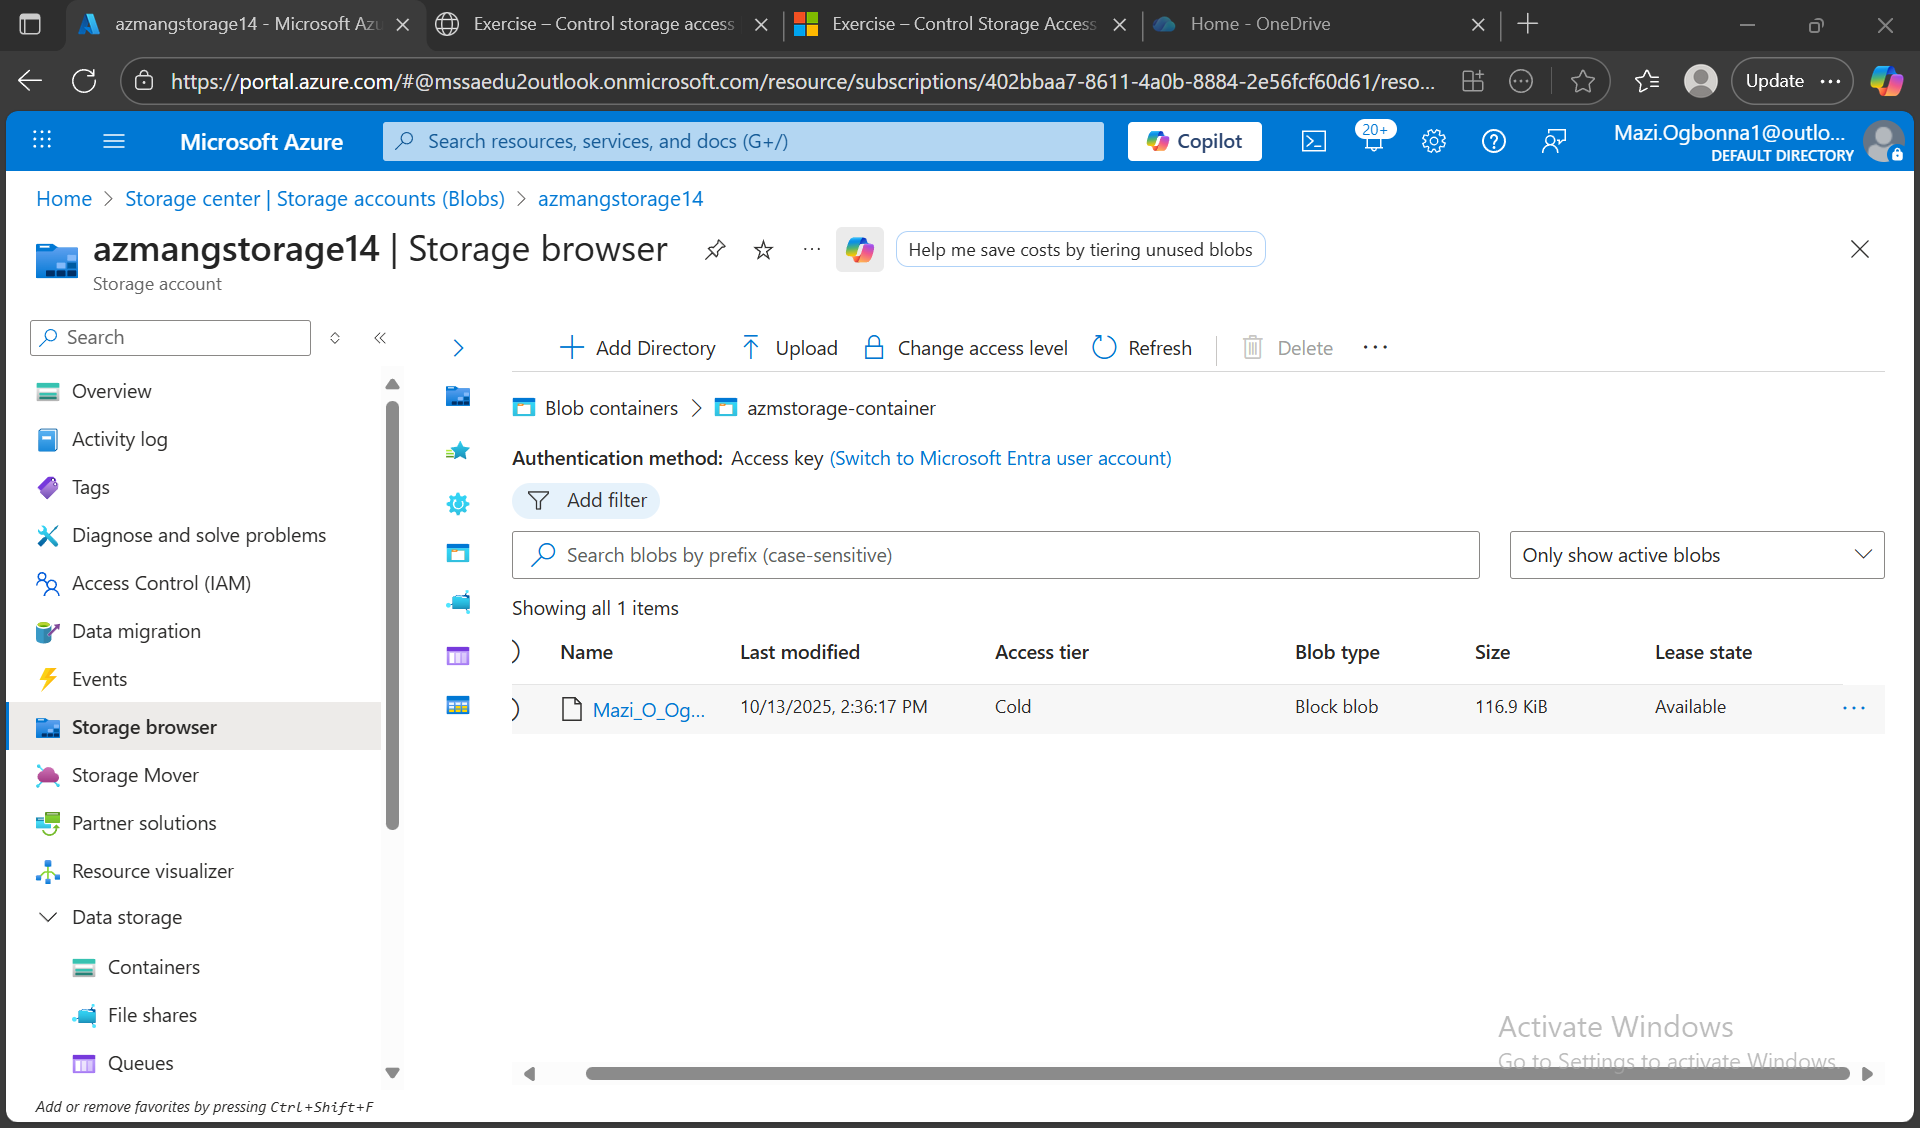 azmangstorage14 - Microsoft Azu
Exercise – Control storage access
Exercise – Control Storage Access
Home - OneDrive
https://portal.azure.com/#@mssaedu2outlook.onmicrosoft.com/resource/subscriptions/402bbaa7-8611-4a0b-8884-2e56fcf60d61/reso...
Update
Microsoft Azure
Search resources, services, and docs (G+/)
Copilot
20+
Mazi.Ogbonna1@outlo...
DEFAULT DIRECTORY
Home > Storage center | Storage accounts (Blobs) > azmangstorage14
azmangstorage14 | Storage browser
Help me save costs by tiering unused blobs
Storage account
Search
Overview
Activity log
Tags
Diagnose and solve problems
Access Control (IAM)
Data migration
Events
Storage browser
Storage Mover
Partner solutions
Resource visualizer
Data storage
Containers
File shares
Queues
Add or remove favorites by pressing Ctrl+Shift+F
Add Directory
Upload
Change access level
Refresh
Delete
Blob containers > azmstorage-container
Authentication method: Access key (Switch to Microsoft Entra user account)
Add filter
Search blobs by prefix (case-sensitive)
Only show active blobs
Showing all 1 items
Name Last modified Access tier Blob type Size Lease state
Mazi_O_Og... 10/13/2025, 2:36:17 PM Cold Block blob 116.9 KiB Available
Activate Windows
Go to Settings to activate Windows.